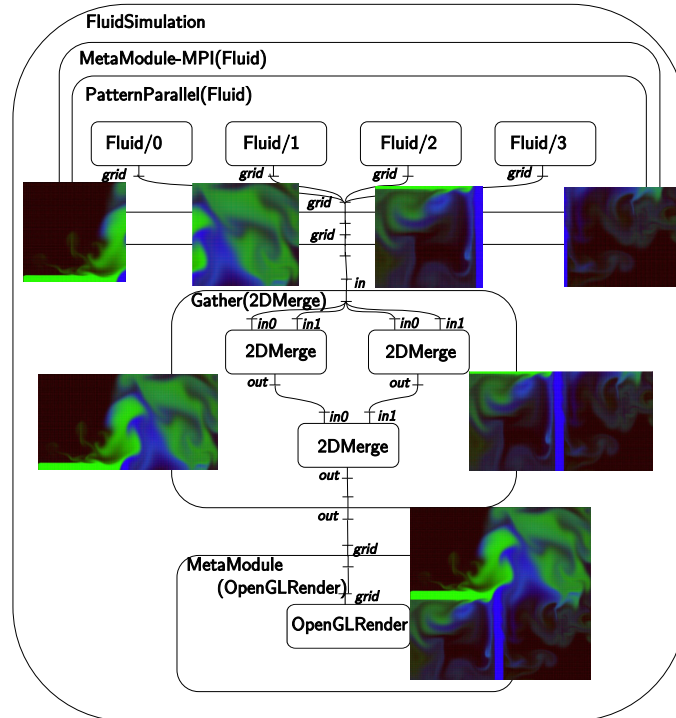 FluidSimulation
MetaModule-MPI(Fluid)
PatternParallel(Fluid)
Fluid/0 Fluid/1 Fluid/2 Fluid/3
grid grid grid grid
grid
grid
in
Gather(2DMerge)
in0 in1 in0 in1
2DMerge 2DMerge
out out
in0 in1
2DMerge
out
out
grid
MetaModule
(OpenGLRender)
grid
OpenGLRender